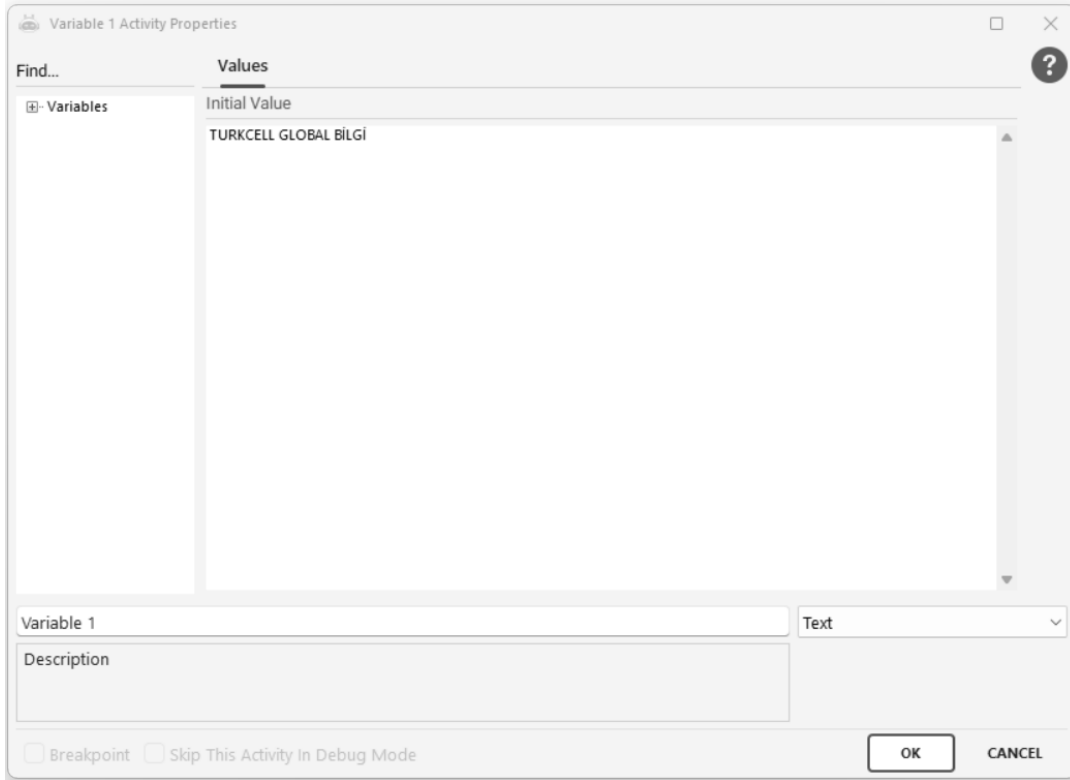 Variable 1 Activity Properties
Find...
Values
?
Variables
Initial Value
TURKCELL GLOBAL BİLGİ
Variable 1
Text
Description
Breakpoint
Skip This Activity In Debug Mode
OK
CANCEL